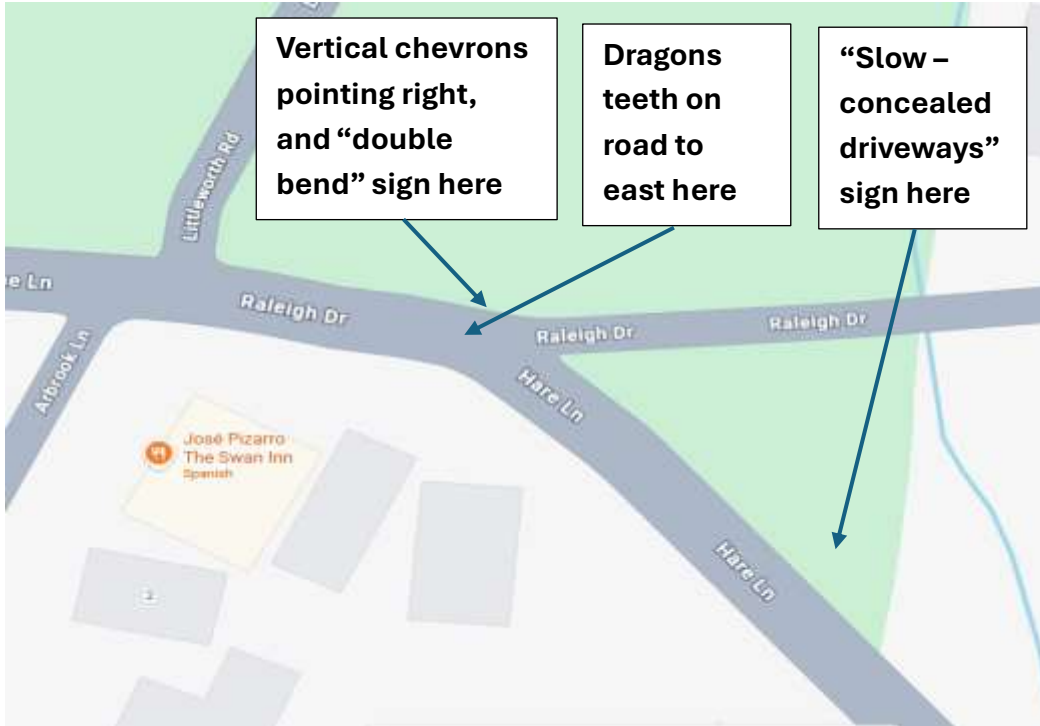 Vertical chevrons
pointing right,
and “double
bend” sign here
Dragons
teeth on
road to
east here
“Slow –
concealed
driveways”
sign here
Littleworth Rd
e Ln
Raleigh Dr
Raleigh Dr
Raleigh Dr
Arbrook Ln
Hare Ln
José Pizarro
The Swan Inn
Spanish
Hare Ln